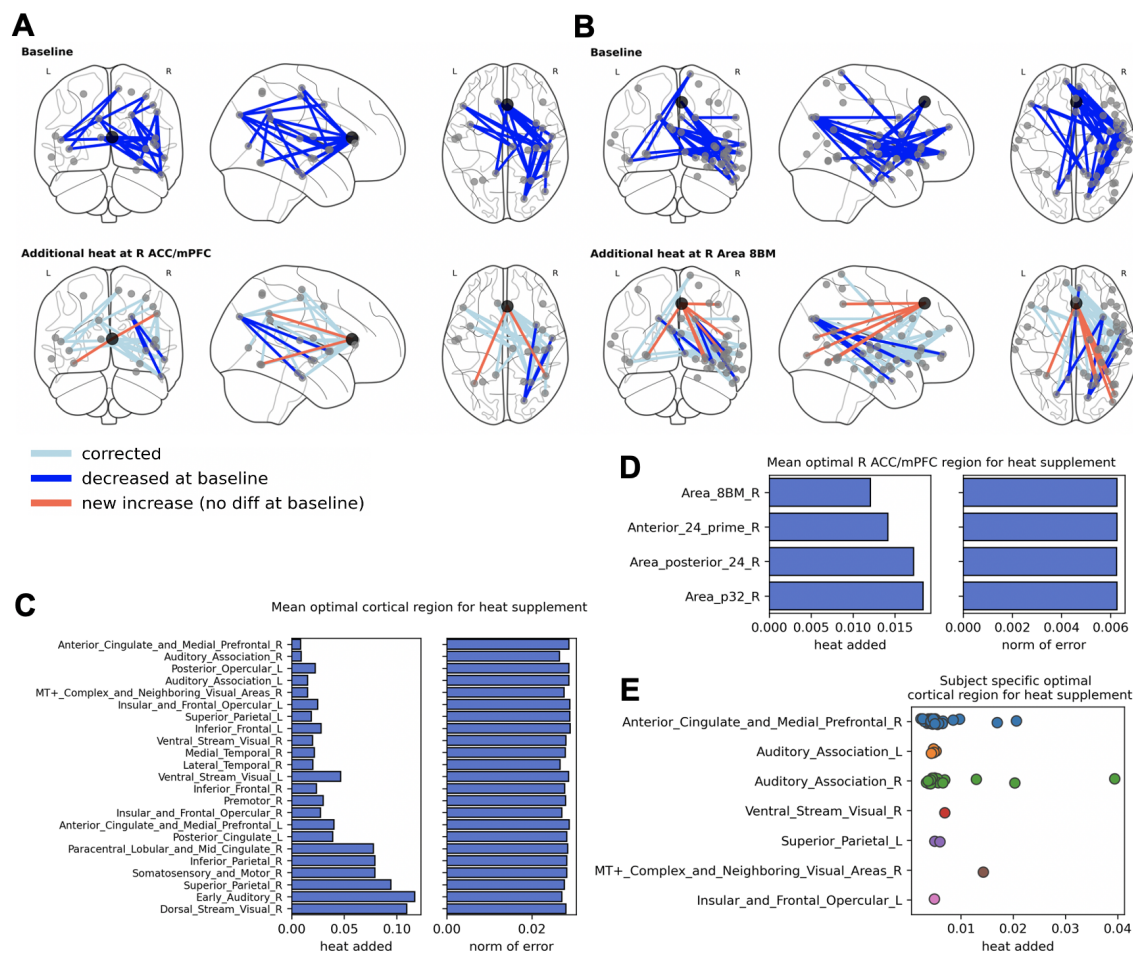 A
B
Baseline
Baseline
L
R
L
R
Additional heat at R ACC/mPFC
Additional heat at R Area 8BM
L
R
L
R
corrected
decreased at baseline
new increase (no diff at baseline)
D
Mean optimal R ACC/mPFC region for heat supplement
Area_8BM_R
Anterior_24_prime_R
Area_posterior_24_R
Area_p32_R
0.000 0.005 0.010 0.015
heat added
0.000 0.002 0.004 0.006
norm of error
C
Mean optimal cortical region for heat supplement
Anterior_Cingulate_and_Medial_Prefrontal_R
Auditory_Association_R
Posterior_Opercular_L
Auditory_Association_L
MT+_Complex_and_Neighboring_Visual_Areas_R
Insular_and_Frontal_Opercular_L
Superior_Parietal_L
Inferior_Frontal_L
Ventral_Stream_Visual_R
Medial_Temporal_R
Lateral_Temporal_R
Ventral_Stream_Visual_L
Inferior_Frontal_R
Premotor_R
Insular_and_Frontal_Opercular_R
Anterior_Cingulate_and_Medial_Prefrontal_L
Posterior_Cingulate_L
Paracentral_Lobular_and_Mid_Cingulate_R
Inferior_Parietal_R
Somatosensory_and_Motor_R
Superior_Parietal_R
Early_Auditory_R
Dorsal_Stream_Visual_R
0.00 0.05 0.10
heat added
0.00 0.02
norm of error
E
Subject specific optimal
cortical region for heat supplement
Anterior_Cingulate_and_Medial_Prefrontal_R
Auditory_Association_L
Auditory_Association_R
Ventral_Stream_Visual_R
Superior_Parietal_L
MT+_Complex_and_Neighboring_Visual_Areas_R
Insular_and_Frontal_Opercular_L
0.01 0.02 0.03 0.04
heat added